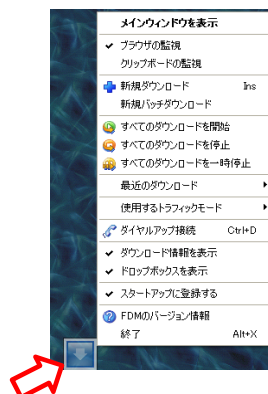 メインウィンドウを表示
ブラウザの監視
クリップボードの監視
新規ダウンロード Ins
新規バッチダウンロード
すべてのダウンロードを開始
すべてのダウンロードを停止
すべてのダウンロードを一時停止
最近のダウンロード
使用するトラフィックモード
ダイヤルアップ接続 Ctrl+D
ダウンロード情報を表示
ドロップボックスを表示
スタートアップに登録する
FDMのバージョン情報
終了 Alt+X